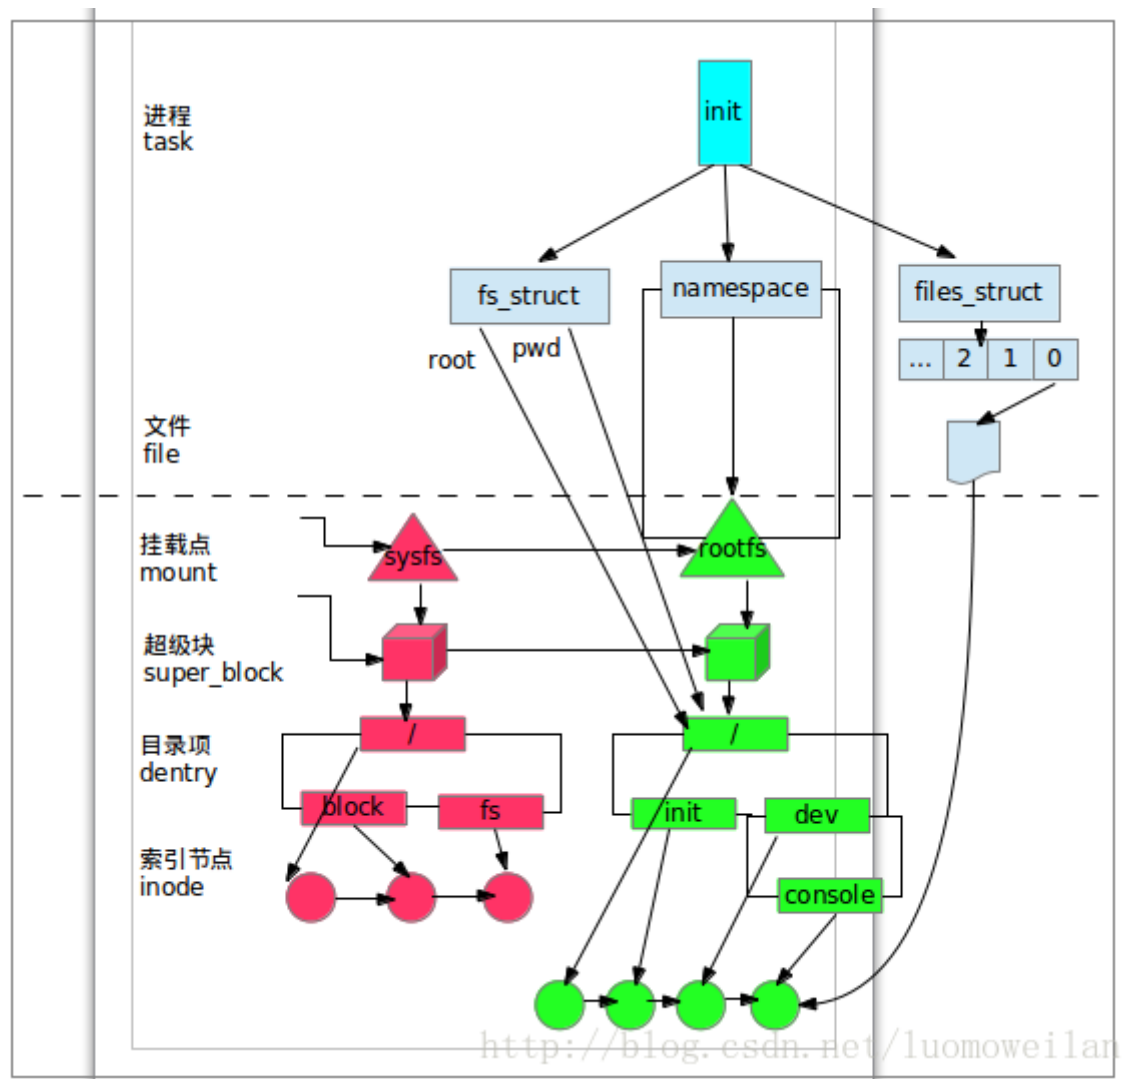 进程
task
init
fs_struct
namespace
files_struct
root
pwd
... 2 1 0
文件
file
挂载点
mount
sysfs
rootfs
超级块
super_block
目录项
dentry
/
/
block
fs
init
dev
索引节点
inode
console
http://blog.csdn.net/luomoweilan